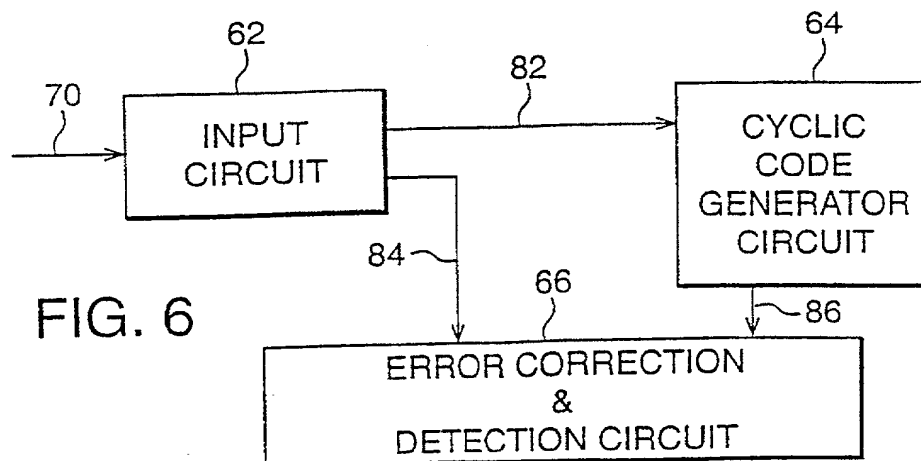 62
64
70
82
INPUT
CIRCUIT
CYCLIC
CODE
GENERATOR
CIRCUIT
84
86
FIG. 6
66
ERROR CORRECTION
&
DETECTION CIRCUIT